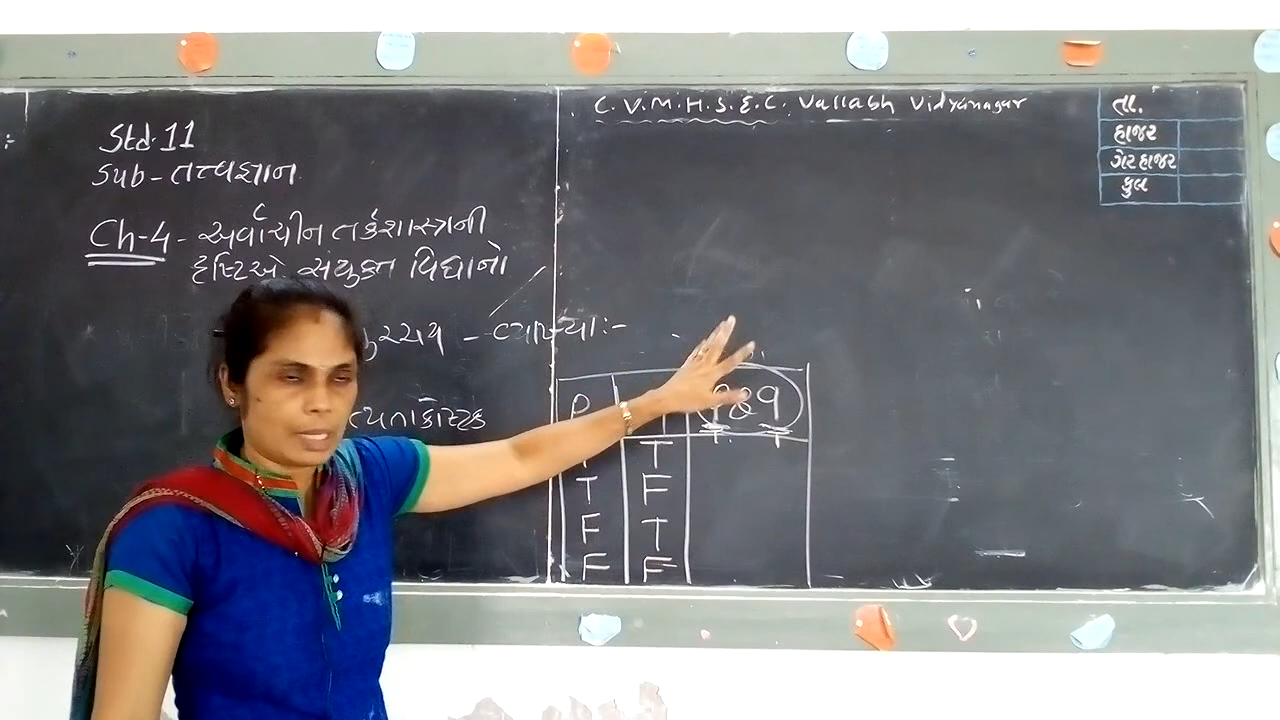 C.V.M.H.S.E.C. Vallabh Vidyanagar
તા.
હાજર
ગેરહાજર
કુલ
Std. 11
Sub - તત્ત્વજ્ઞાન
Ch-4 - અર્વાચીન તર્કશાસ્ત્રની
દૃષ્ટિએ સંયુક્ત વિધાનો
- વ્યાખ્યા :-
P & q
T
T F
F T
F F